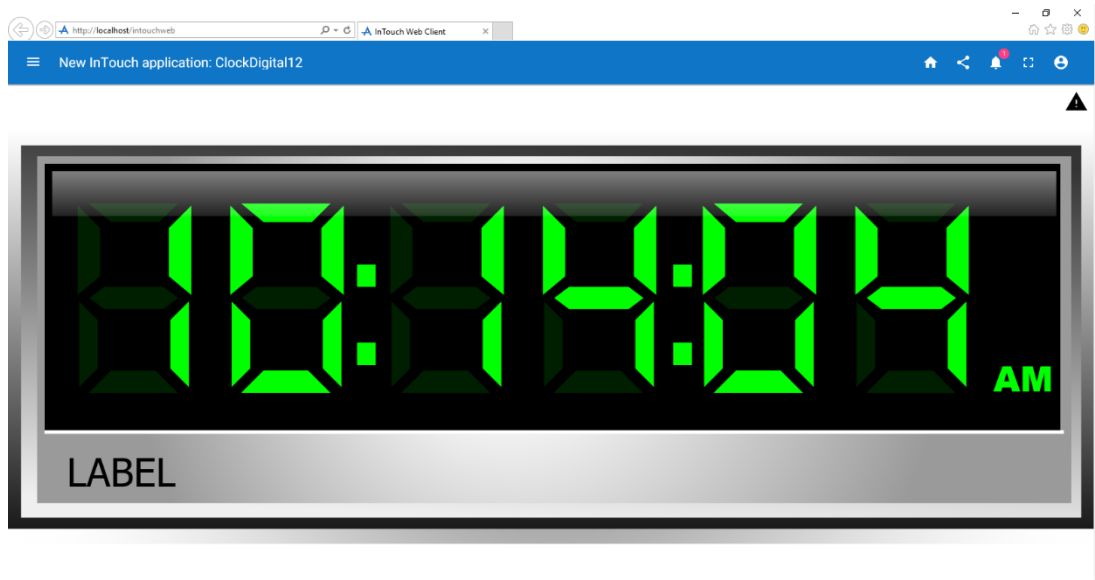 http://localhost/intouchweb
InTouch Web Client
New InTouch application: ClockDigital12
1
10:14:04
AM
LABEL